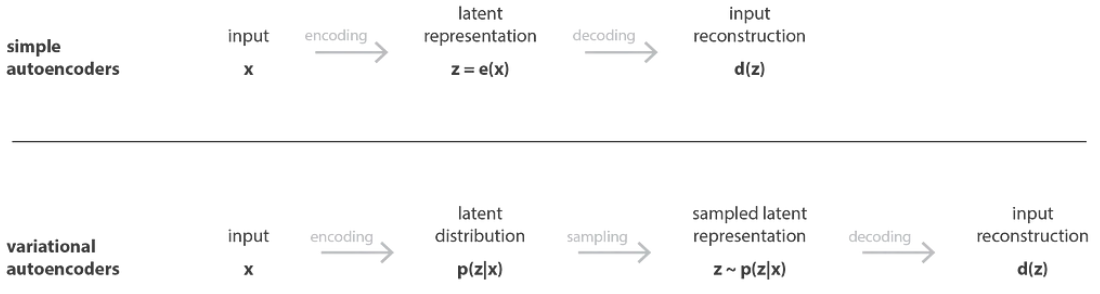 simple
autoencoders
input
x
encoding
latent
representation
z = e(x)
decoding
input
reconstruction
d(z)
variational
autoencoders
input
x
encoding
latent
distribution
p(z|x)
sampling
sampled latent
representation
z ~ p(z|x)
decoding
input
reconstruction
d(z)